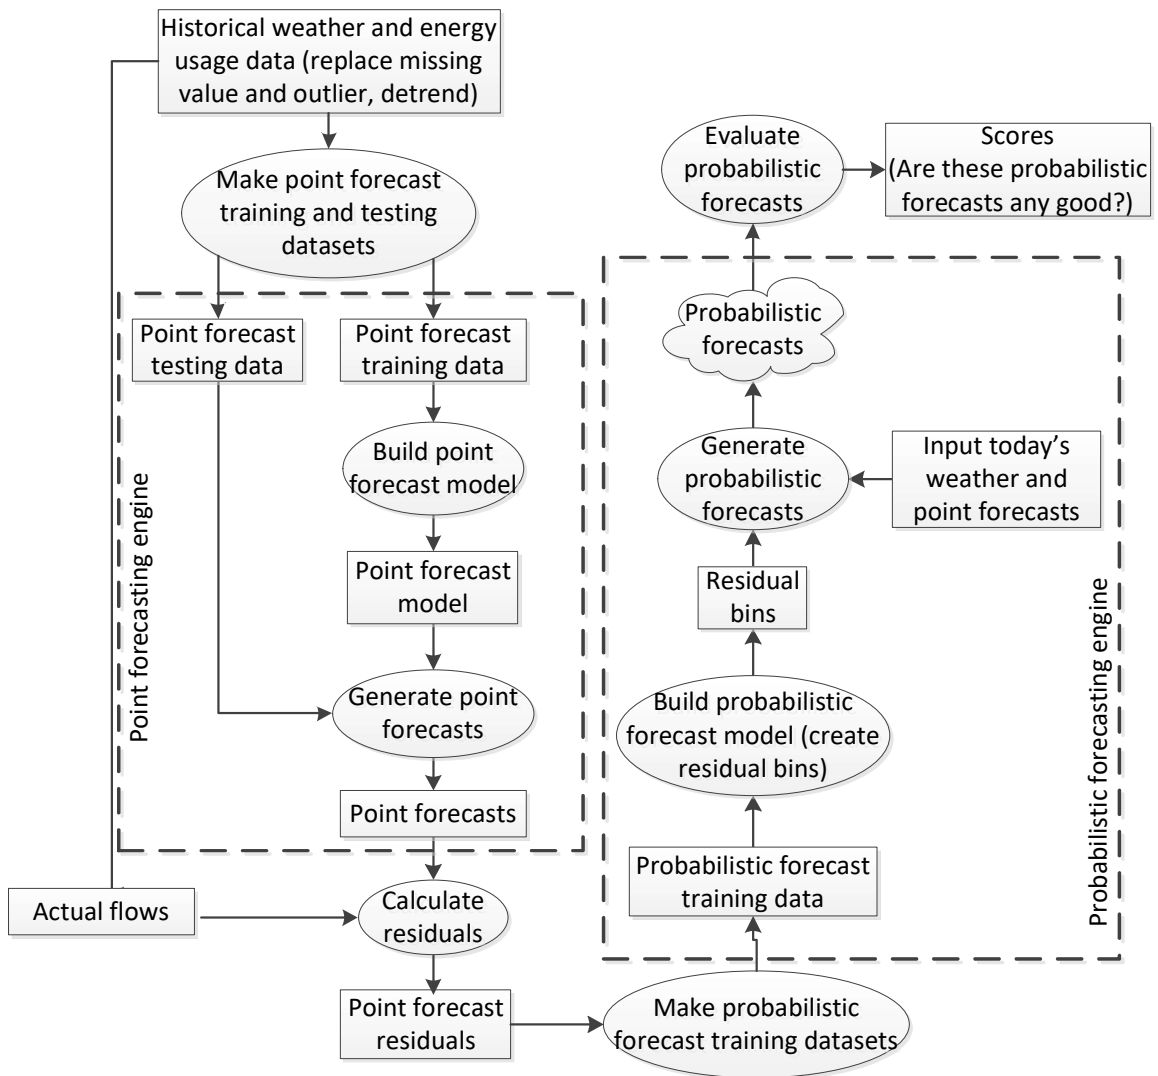 Historical weather and energy
usage data (replace missing
value and outlier, detrend)
Make point forecast
training and testing
datasets
Point forecast
testing data
Point forecast
training data
Build point
forecast model
Point forecast
model
Generate point
forecasts
Point forecasts
Point forecasting engine
Actual flows
Calculate
residuals
Point forecast
residuals
Make probabilistic
forecast training datasets
Probabilistic forecast
training data
Build probabilistic
forecast model (create
residual bins)
Residual
bins
Generate
probabilistic
forecasts
Input today’s
weather and
point forecasts
Probabilistic
forecasts
Probabilistic forecasting engine
Evaluate
probabilistic
forecasts
Scores
(Are these probabilistic
forecasts any good?)